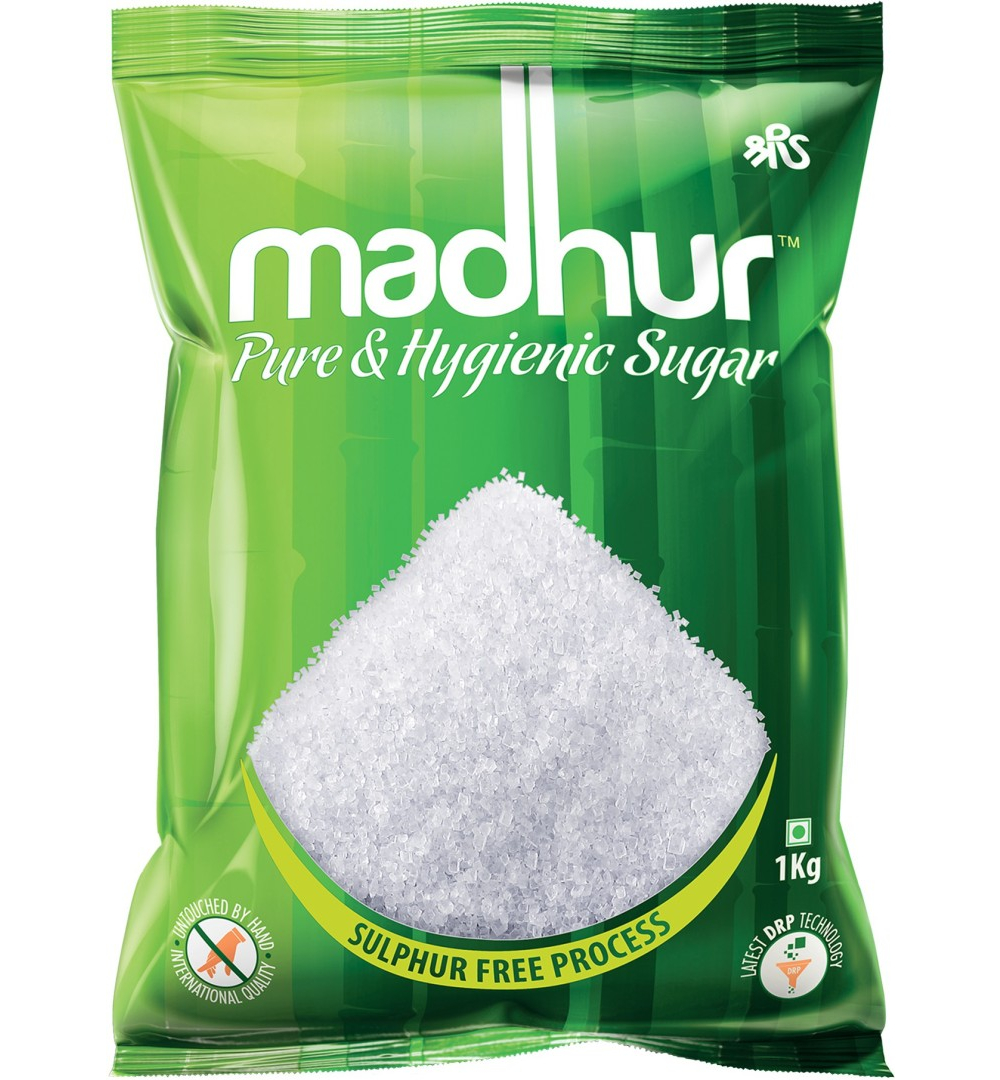 श्री
madhur™
Pure & Hygienic Sugar
1Kg
SULPHUR FREE PROCESS
• UNTOUCHED BY HAND •
INTERNATIONAL QUALITY
LATEST DRP TECHNOLOGY
DRP